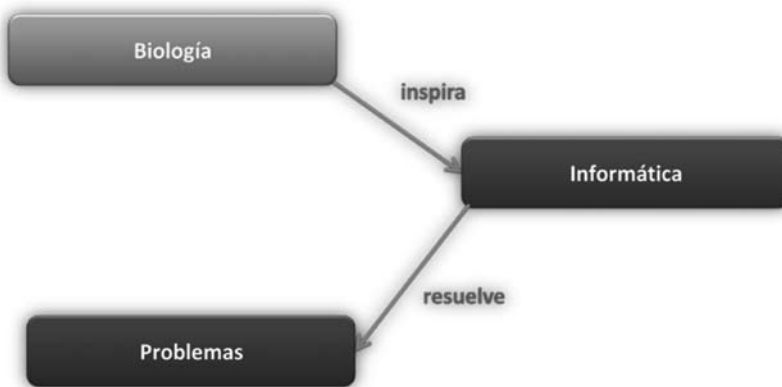 Biología
inspira
Informática
resuelve
Problemas